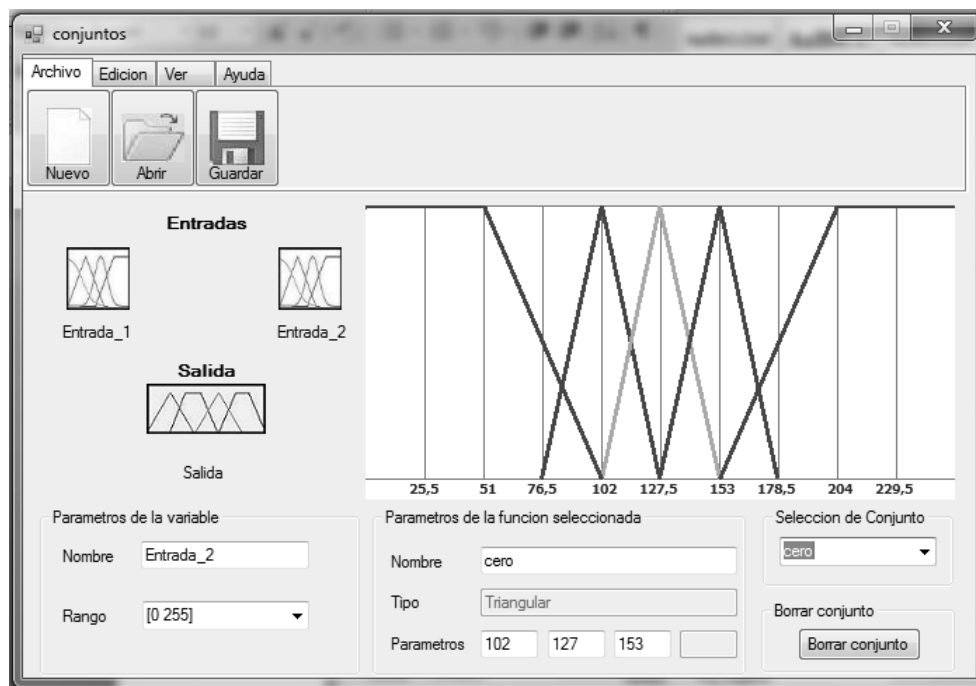 conjuntos
Archivo Edicion Ver Ayuda
Nuevo Abrir Guardar
Entradas
Entrada_1 Entrada_2
Salida
Salida
25,5 51 76,5 102 127,5 153 178,5 204 229,5
Parametros de la variable
Nombre Entrada_2
Rango [0 255]
Parametros de la funcion seleccionada
Nombre cero
Tipo Triangular
Parametros 102 127 153
Seleccion de Conjunto
cero
Borrar conjunto
Borrar conjunto